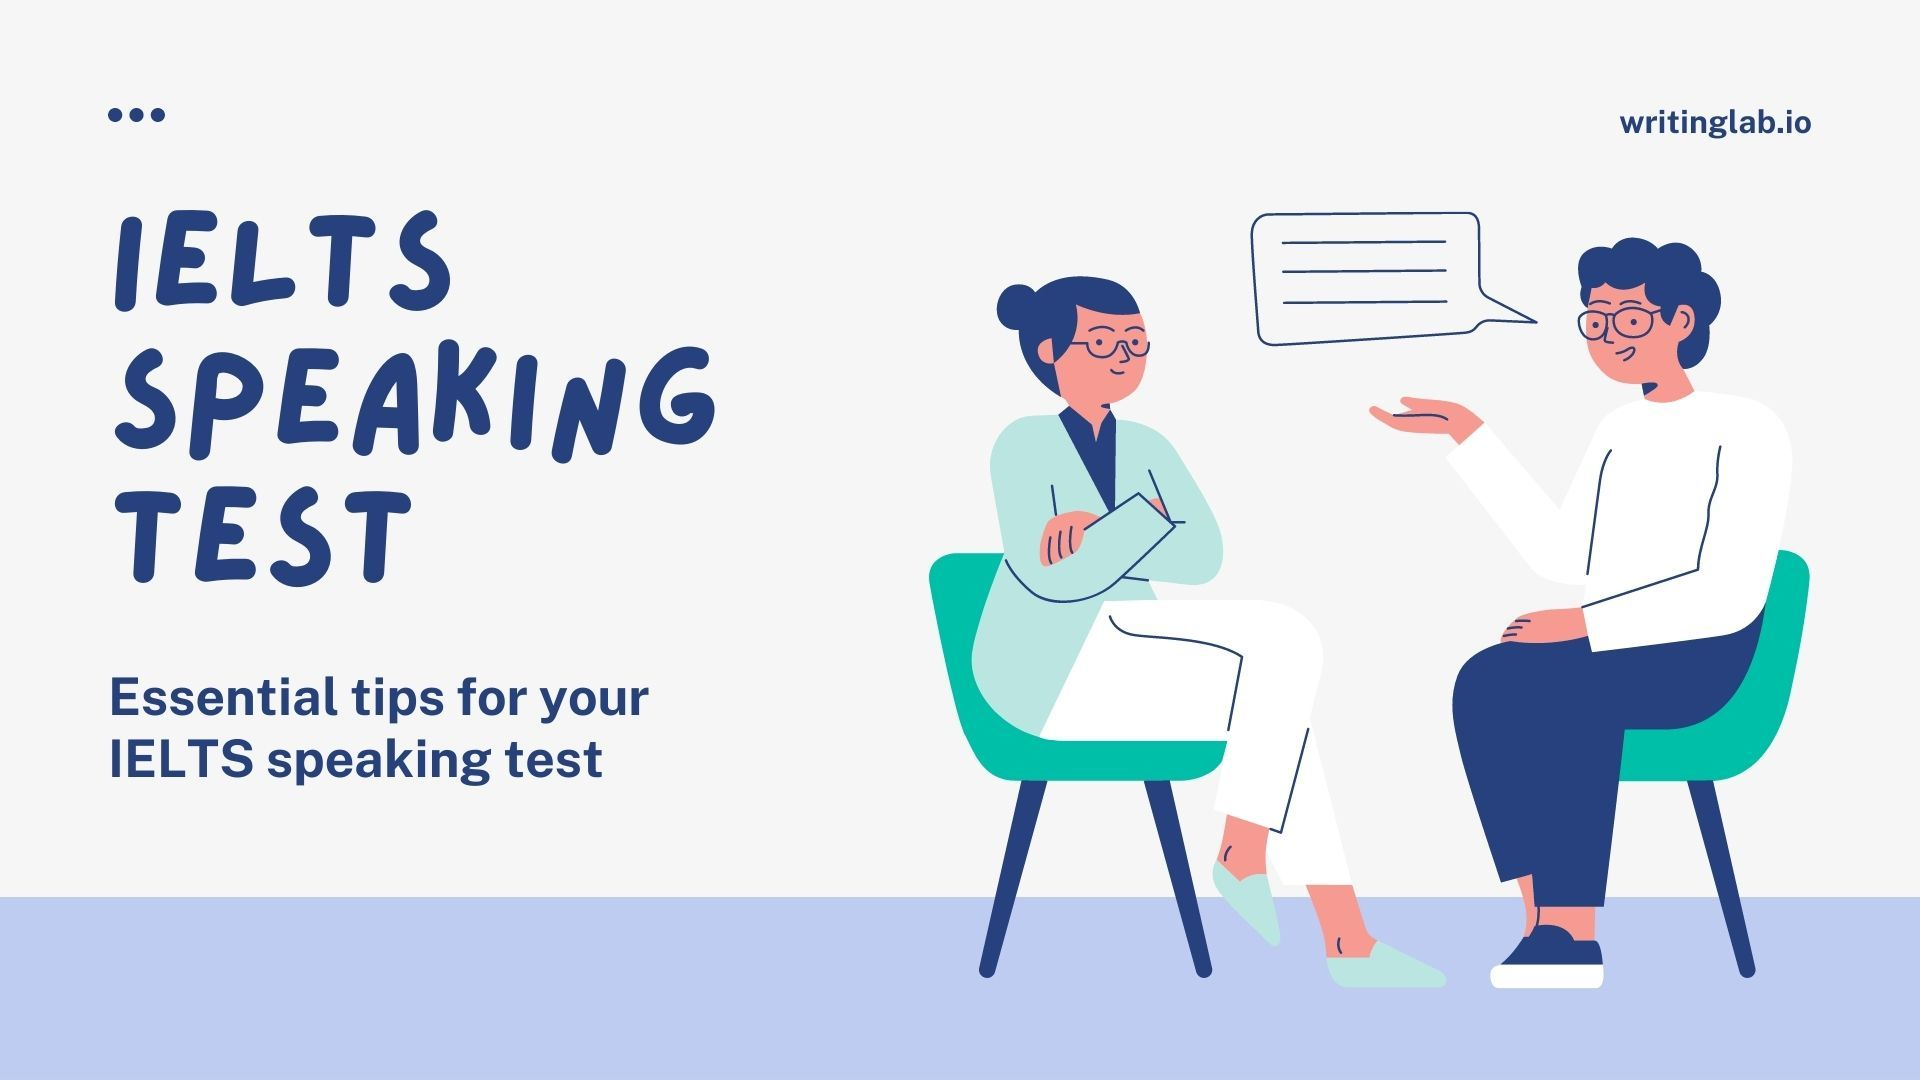 writinglab.io
IELTS
SPEAKING
TEST
Essential tips for your
IELTS speaking test